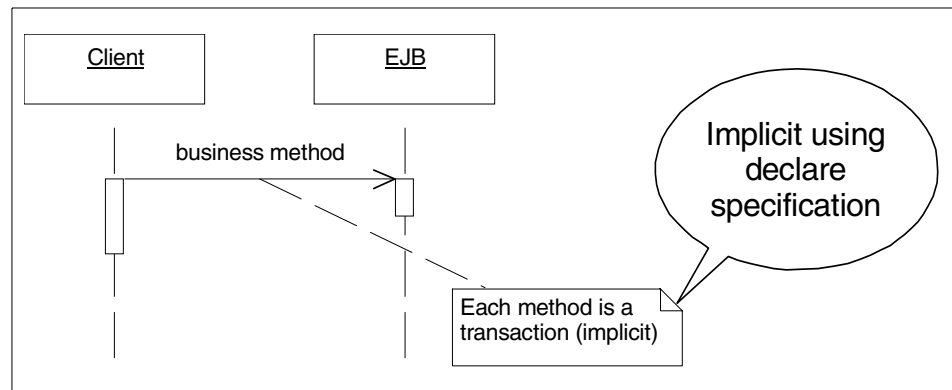 Client
EJB
business method
Implicit using
declare
specification
Each method is a
transaction (implicit)